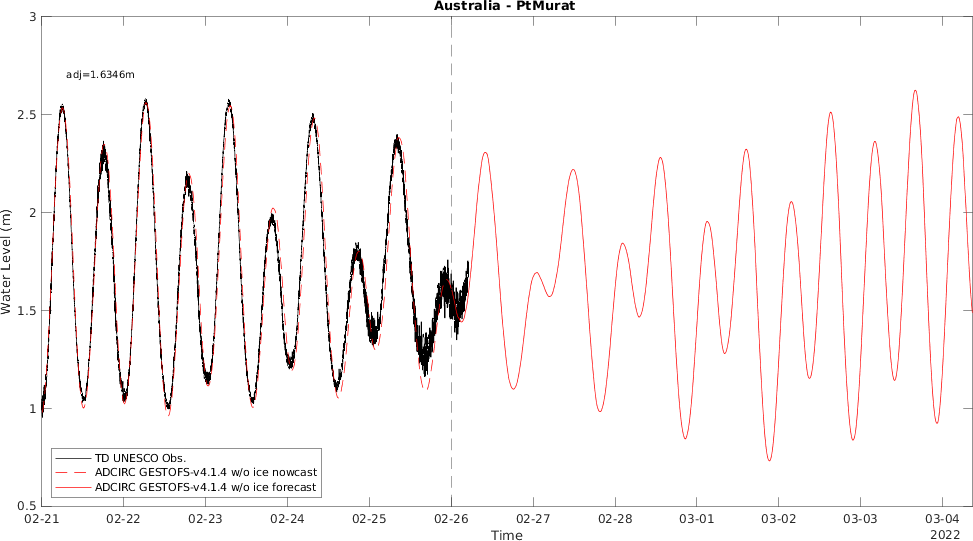 Australia - PtMurat
adj=1.6346m
Water Level (m)
3
2.5
2
1.5
1
0.5
TD UNESCO Obs.
ADCIRC GESTOFS-v4.1.4 w/o ice nowcast
ADCIRC GESTOFS-v4.1.4 w/o ice forecast
02-21 02-22 02-23 02-24 02-25 02-26 02-27 02-28 03-01 03-02 03-03 03-04
Time
2022